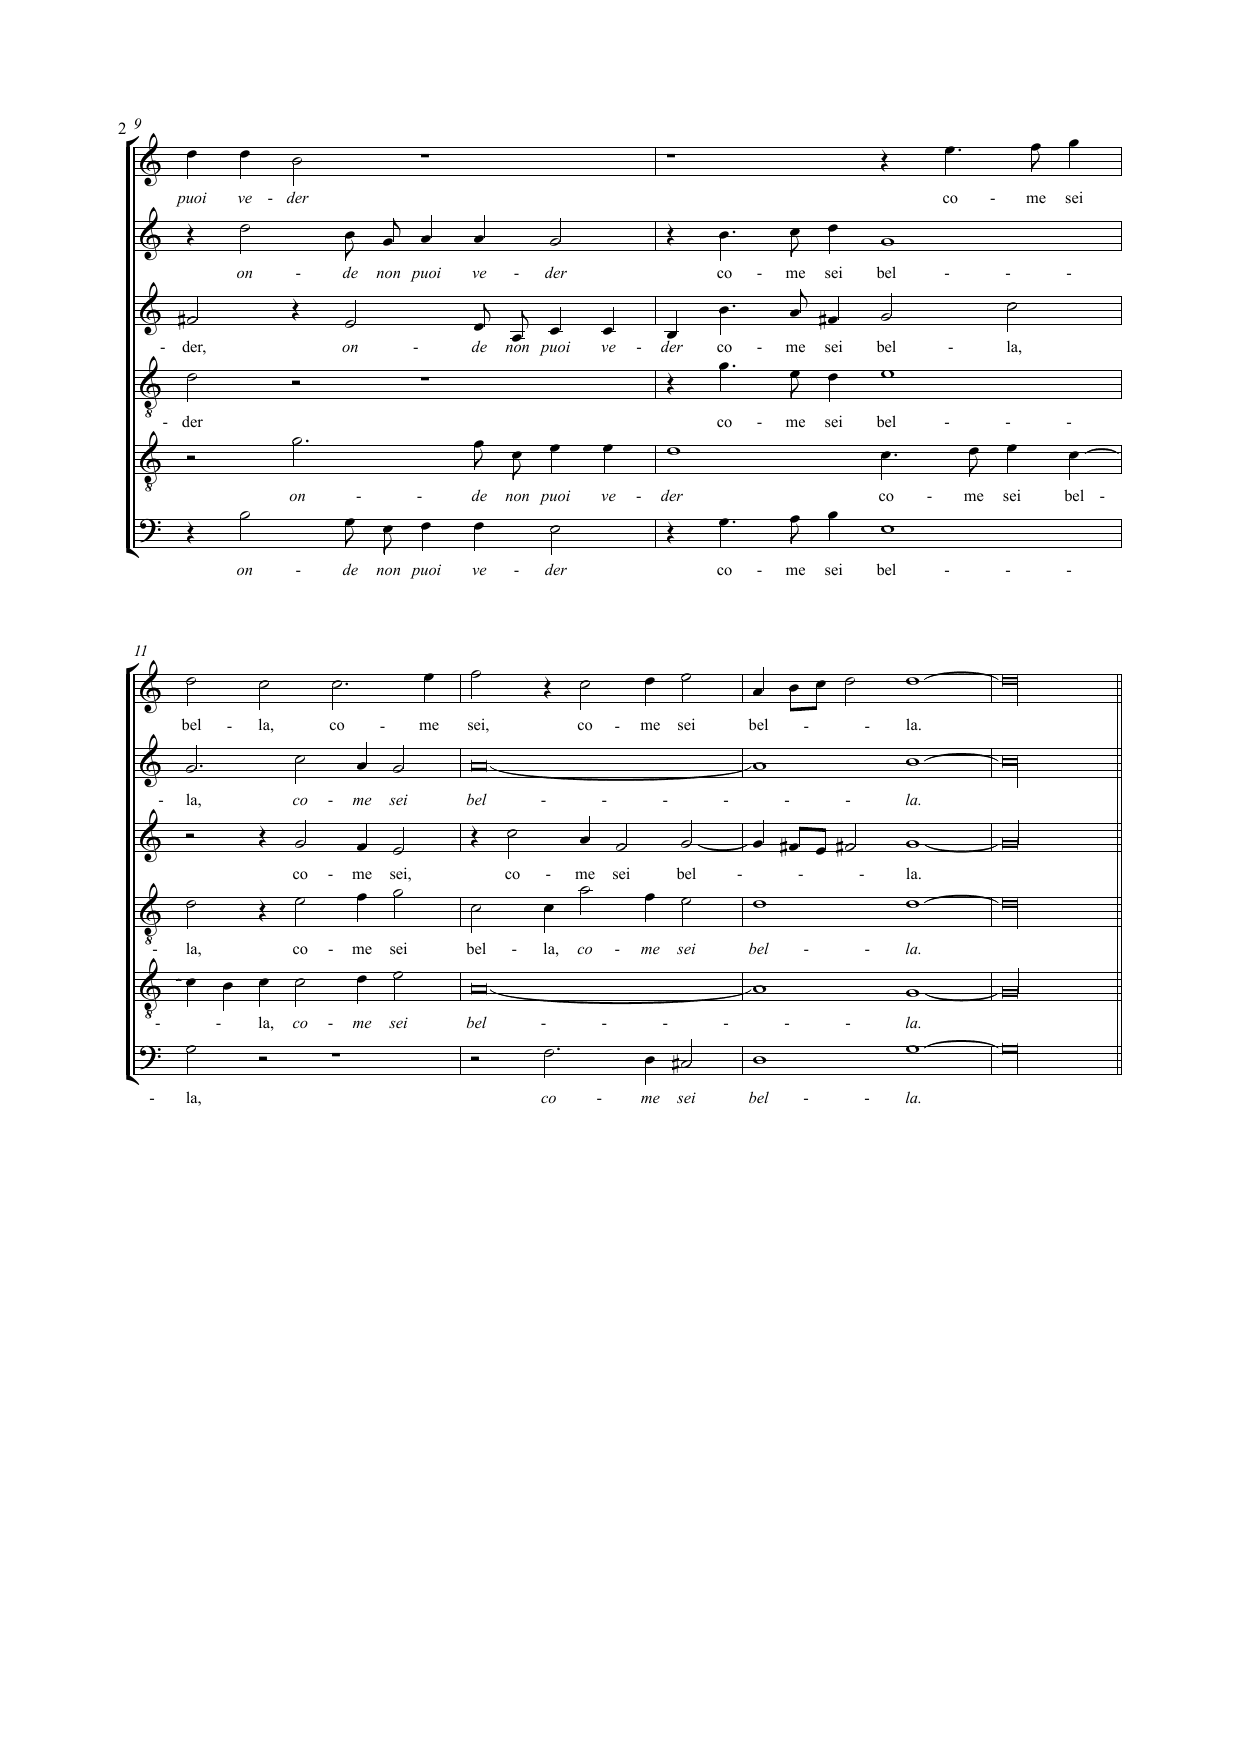 2 9
puoi ve - der co - me sei
on - de non puoi ve - der co - me sei bel - - -
- der, on - de non puoi ve - der co - me sei bel - la,
- der co - me sei bel - - -
on - - de non puoi ve - der co - me sei bel -
on - de non puoi ve - der co - me sei bel - - -
11
bel - la, co - me sei, co - me sei bel - - la.
- la, co - me sei bel - - - - - - la.
co - me sei, co - me sei bel - - - la.
- la, co - me sei bel - la, co - me sei bel - - la.
- - la, co - me sei bel - - - - - - la.
- la, co - me sei bel - - la.